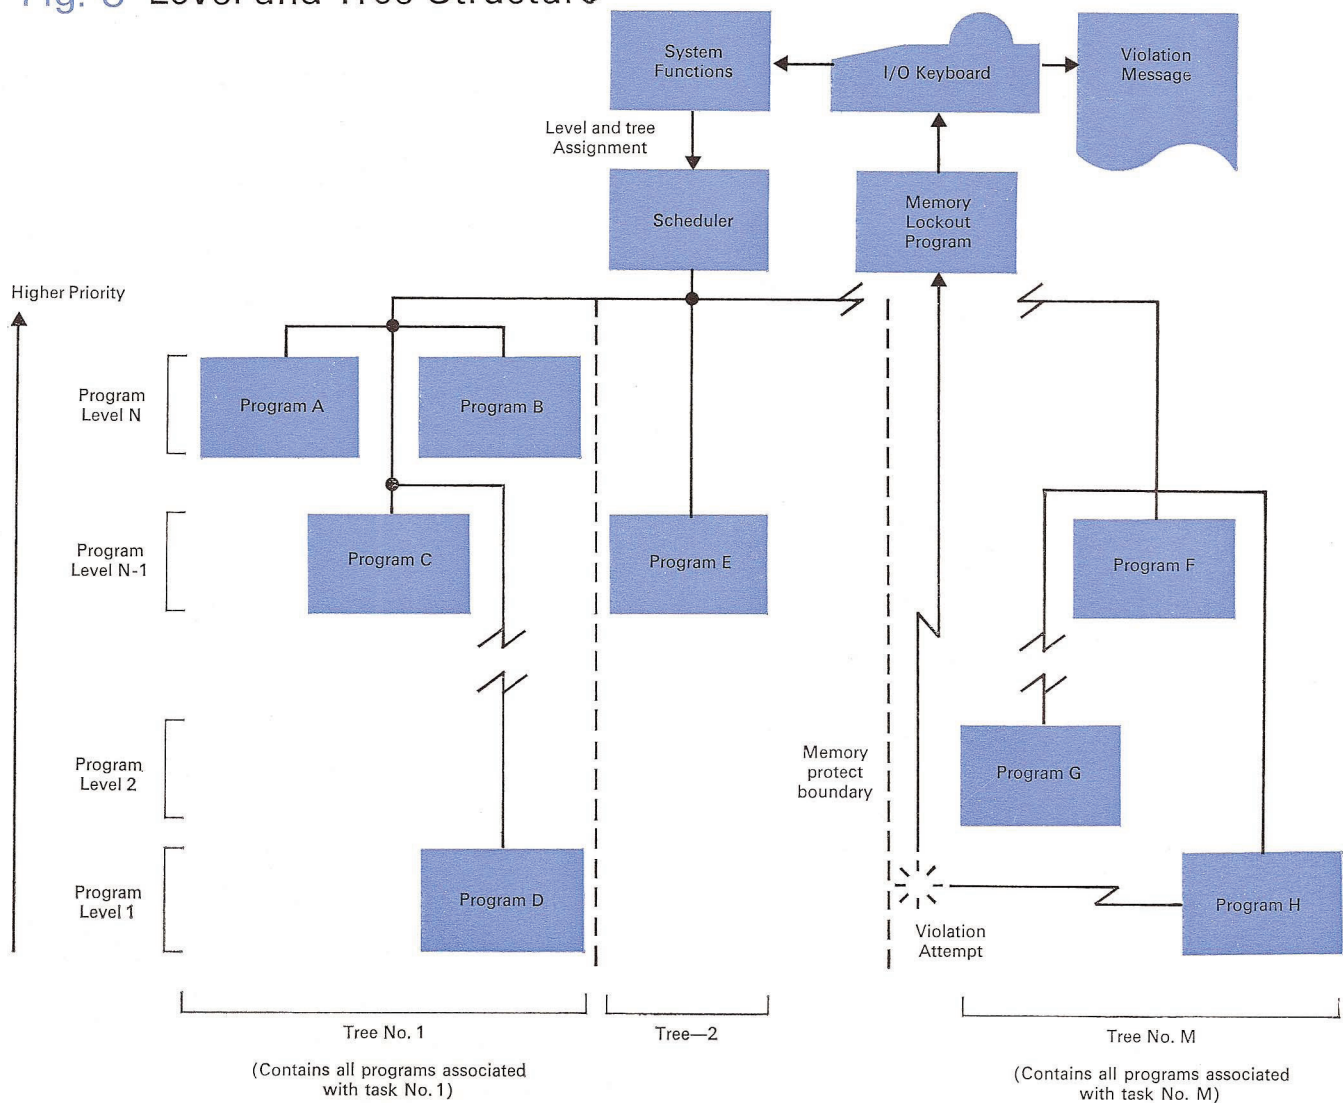 Fig. 3 Level and Tree Structure
System
Functions
I/O Keyboard
Violation
Message
Level and tree
Assignment
Scheduler
Memory
Lockout
Program
Higher Priority
Program
Level N
Program A
Program B
Program
Level N-1
Program C
Program E
Program F
Program
Level 2
Memory
protect
boundary
Program G
Program
Level 1
Program D
Violation
Attempt
Program H
Tree No. 1
Tree—2
Tree No. M
(Contains all programs associated
with task No. 1)
(Contains all programs associated
with task No. M)